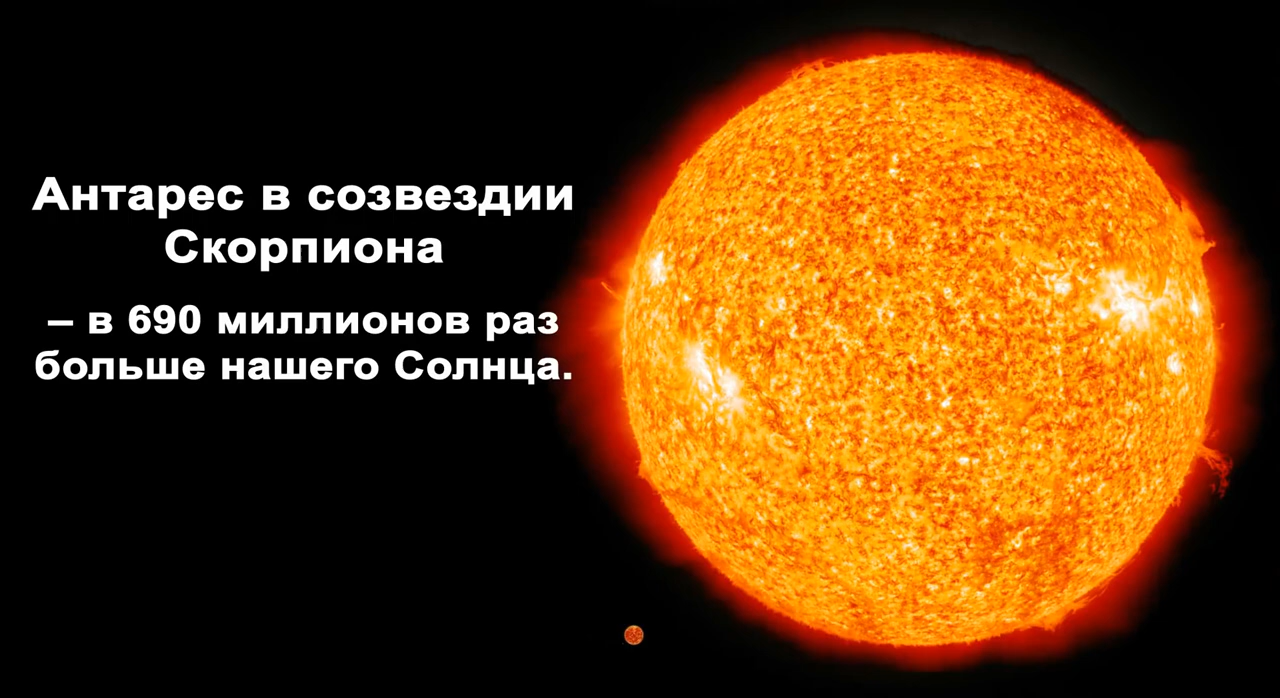 Антарес в созвездии
Скорпиона
– в 690 миллионов раз
больше нашего Солнца.